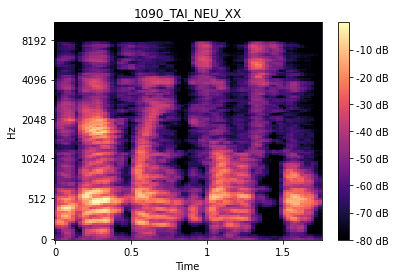 1090_TAI_NEU_XX
8192
4096
2048
1024
512
0
Hz
0
0.5
1
1.5
Time
-10 dB
-20 dB
-30 dB
-40 dB
-50 dB
-60 dB
-70 dB
-80 dB